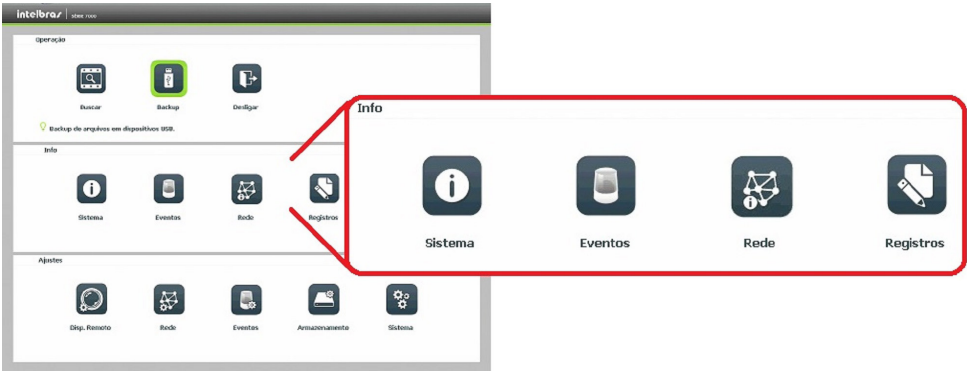 intelbras
Operação
Buscar Backup Desligar
Backup de arquivos em dispositivos USB.
Info
Sistema Eventos Rede Registros
Ajustes
Disp. Remoto Rede Eventos Armazenamento Sistema
Info
Sistema Eventos Rede Registros